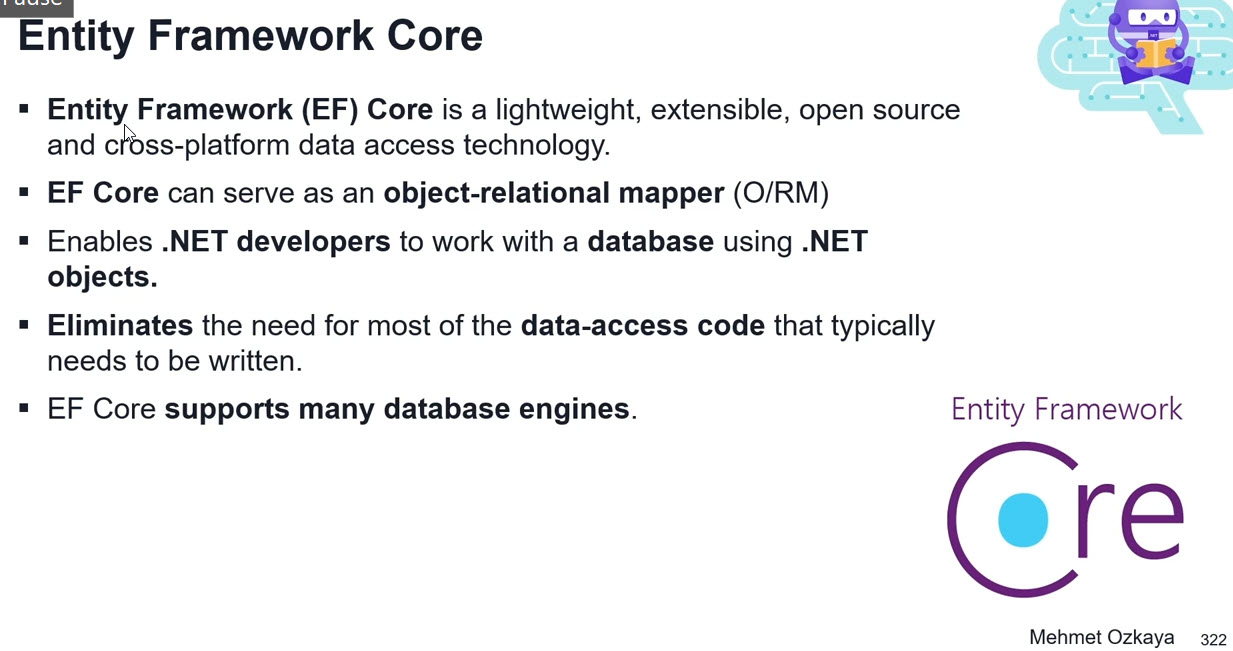 Pause
Entity Framework Core
▪ Entity Framework (EF) Core is a lightweight, extensible, open source
and cross-platform data access technology.
▪ EF Core can serve as an object-relational mapper (O/RM)
▪ Enables .NET developers to work with a database using .NET
objects.
▪ Eliminates the need for most of the data-access code that typically
needs to be written.
▪ EF Core supports many database engines.
Entity Framework
Core
Mehmet Ozkaya 322